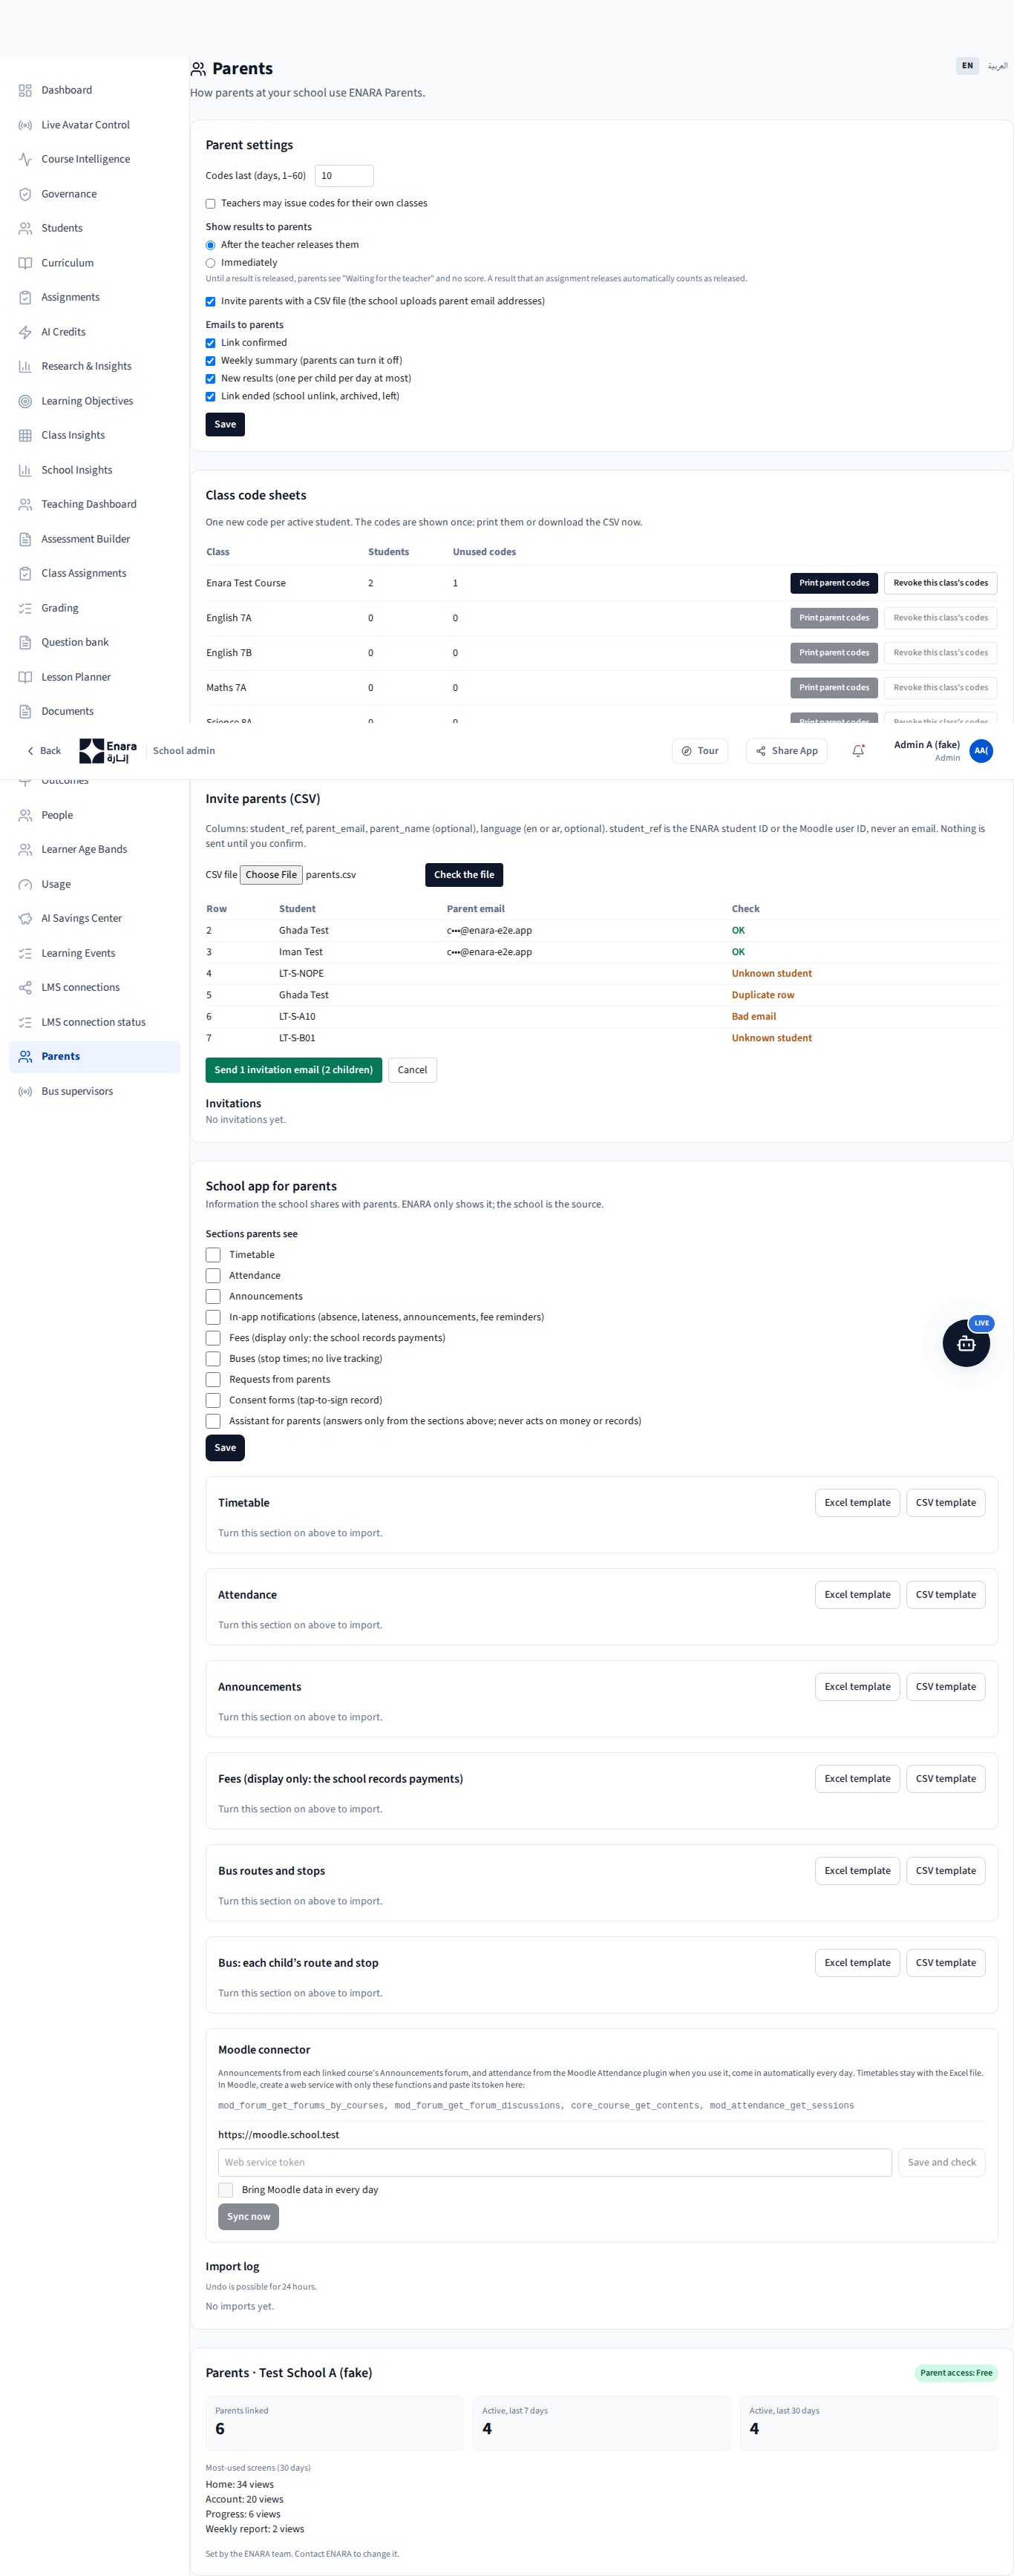 Parents
EN
العربية
How parents at your school use ENARA Parents.
Dashboard
Live Avatar Control
Course Intelligence
Governance
Students
Curriculum
Assignments
AI Credits
Research & Insights
Learning Objectives
Class Insights
School Insights
Teaching Dashboard
Assessment Builder
Class Assignments
Grading
Question bank
Lesson Planner
Documents
Parent settings
Codes last (days, 1–60)
10
Teachers may issue codes for their own classes
Show results to parents
After the teacher releases them
Immediately
Until a result is released, parents see "Waiting for the teacher" and no score. A result that an assignment releases automatically counts as released.
Invite parents with a CSV file (the school uploads parent email addresses)
Emails to parents
Link confirmed
Weekly summary (parents can turn it off)
New results (one per child per day at most)
Link ended (school unlink, archived, left)
Save
Class code sheets
One new code per active student. The codes are shown once: print them or download the CSV now.
Class Students Unused codes
Enara Test Course 2 1 Print parent codes Revoke this class's codes
English 7A 0 0 Print parent codes Revoke this class's codes
English 7B 0 0 Print parent codes Revoke this class's codes
Maths 7A 0 0 Print parent codes Revoke this class's codes
Science 8A 0 0 Print parent codes Revoke this class's codes
Back
Enara
إنارة
School admin
Tour
Share App
Admin A (fake)
Admin
AA(
Outcomes
People
Learner Age Bands
Usage
AI Savings Center
Learning Events
LMS connections
LMS connection status
Parents
Bus supervisors
Invite parents (CSV)
Columns: student_ref, parent_email, parent_name (optional), language (en or ar, optional). student_ref is the ENARA student ID or the Moodle user ID, never an email. Nothing is
sent until you confirm.
CSV file Choose File parents.csv Check the file
Row Student Parent email Check
2 Ghada Test c•••@enara-e2e.app OK
3 Iman Test c•••@enara-e2e.app OK
4 LT-S-NOPE Unknown student
5 Ghada Test Duplicate row
6 LT-S-A10 Bad email
7 LT-S-B01 Unknown student
Send 1 invitation email (2 children) Cancel
Invitations
No invitations yet.
School app for parents
Information the school shares with parents. ENARA only shows it; the school is the source.
Sections parents see
Timetable
Attendance
Announcements
In-app notifications (absence, lateness, announcements, fee reminders)
Fees (display only: the school records payments)
Buses (stop times; no live tracking)
Requests from parents
Consent forms (tap-to-sign record)
Assistant for parents (answers only from the sections above; never acts on money or records)
LIVE
Save
Timetable Excel template CSV template
Turn this section on above to import.
Attendance Excel template CSV template
Turn this section on above to import.
Announcements Excel template CSV template
Turn this section on above to import.
Fees (display only: the school records payments) Excel template CSV template
Turn this section on above to import.
Bus routes and stops Excel template CSV template
Turn this section on above to import.
Bus: each child's route and stop Excel template CSV template
Turn this section on above to import.
Moodle connector
Announcements from each linked course's Announcements forum, and attendance from the Moodle Attendance plugin when you use it, come in automatically every day. Timetables stay with the Excel file.
In Moodle, create a web service with only these functions and paste its token here:
mod_forum_get_forums_by_courses, mod_forum_get_forum_discussions, core_course_get_contents, mod_attendance_get_sessions
https://moodle.school.test
Web service token Save and check
Bring Moodle data in every day
Sync now
Import log
Undo is possible for 24 hours.
No imports yet.
Parents · Test School A (fake) Parent access: Free
Parents linked
6
Active, last 7 days
4
Active, last 30 days
4
Most-used screens (30 days)
Home: 34 views
Account: 20 views
Progress: 6 views
Weekly report: 2 views
Set by the ENARA team. Contact ENARA to change it.